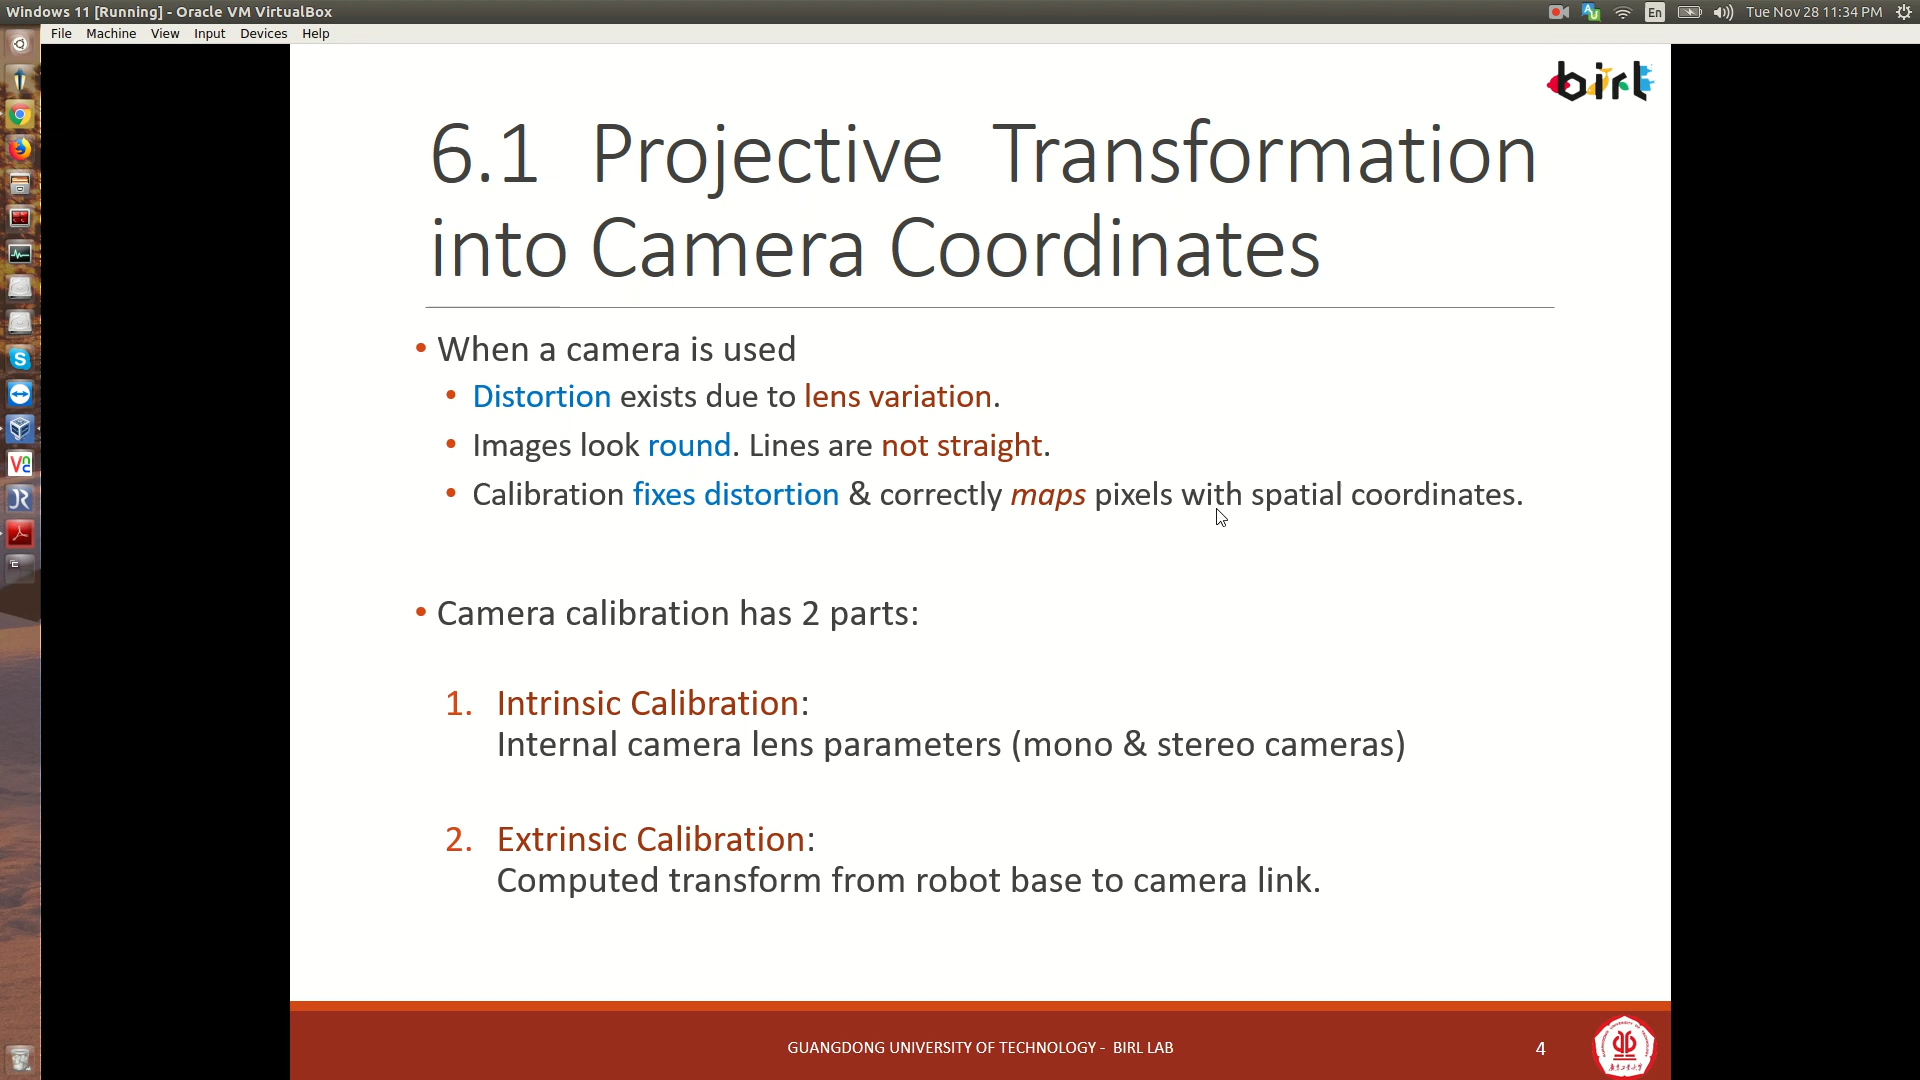 Windows 11 [Running] - Oracle VM VirtualBox
En
Tue Nov 28 11:34 PM
File Machine View Input Devices Help
birl
6.1 Projective Transformation
into Camera Coordinates
• When a camera is used
• Distortion exists due to lens variation.
• Images look round. Lines are not straight.
• Calibration fixes distortion & correctly maps pixels with spatial coordinates.
• Camera calibration has 2 parts:
1. Intrinsic Calibration:
Internal camera lens parameters (mono & stereo cameras)
2. Extrinsic Calibration:
Computed transform from robot base to camera link.
GUANGDONG UNIVERSITY OF TECHNOLOGY - BIRL LAB
4